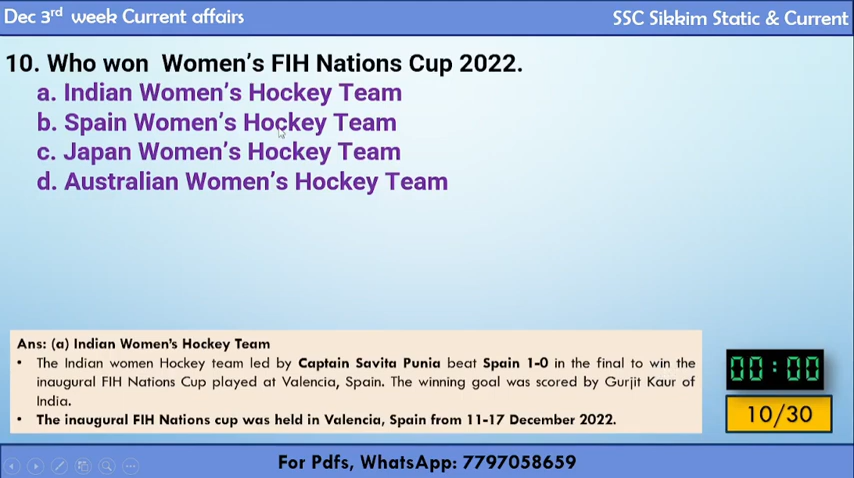 Dec 3rd week Current affairs
SSC Sikkim Static & Current
10. Who won Women's FIH Nations Cup 2022.
a. Indian Women's Hockey Team
b. Spain Women's Hockey Team
c. Japan Women's Hockey Team
d. Australian Women's Hockey Team
Ans: (a) Indian Women's Hockey Team
• The Indian women Hockey team led by Captain Savita Punia beat Spain 1-0 in the final to win the
inaugural FIH Nations Cup played at Valencia, Spain. The winning goal was scored by Gurjit Kaur of
India.
• The inaugural FIH Nations cup was held in Valencia, Spain from 11-17 December 2022.
00:00
10/30
For Pdfs, WhatsApp: 7797058659